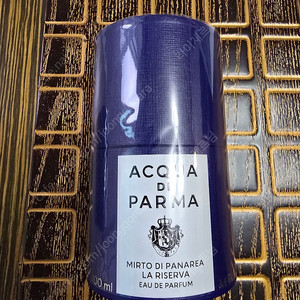 ACQUA
DI
PARMA
MIRTO DI PANAREA
LA RISERVA
EAU DE PARFUM